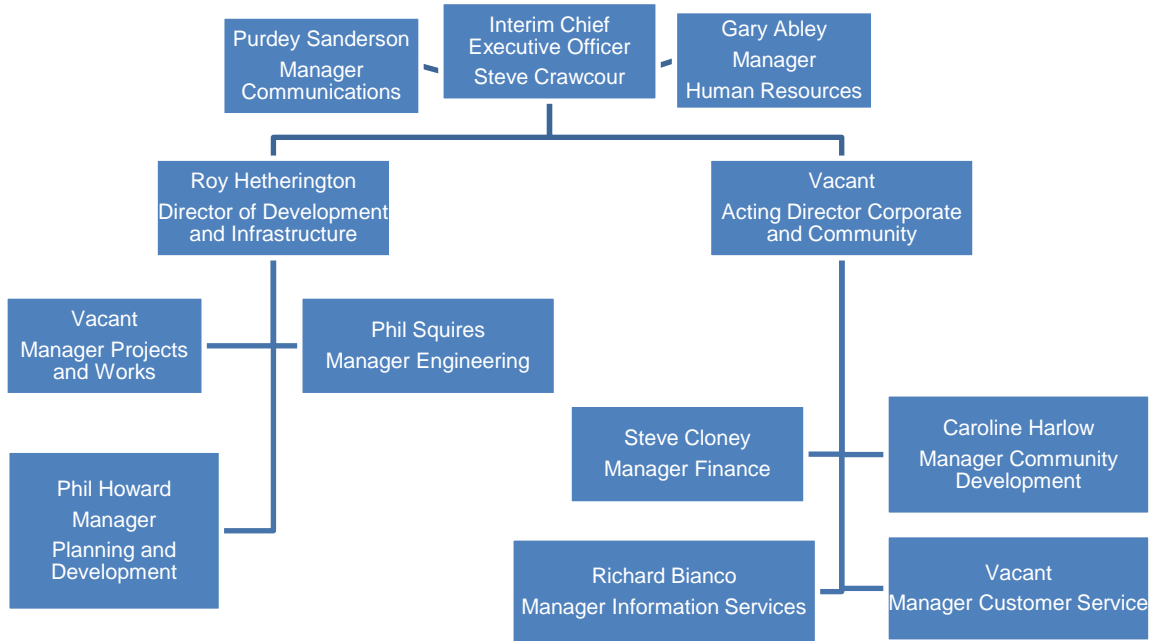 Purdey Sanderson
Manager
Communications
Interim Chief
Executive Officer
Steve Crawcour
Gary Abley
Manager
Human Resources
Roy Hetherington
Director of Development
and Infrastructure
Vacant
Acting Director Corporate
and Community
Vacant
Manager Projects
and Works
Phil Squires
Manager Engineering
Phil Howard
Manager
Planning and
Development
Steve Cloney
Manager Finance
Caroline Harlow
Manager Community
Development
Richard Bianco
Manager Information Services
Vacant
Manager Customer Service